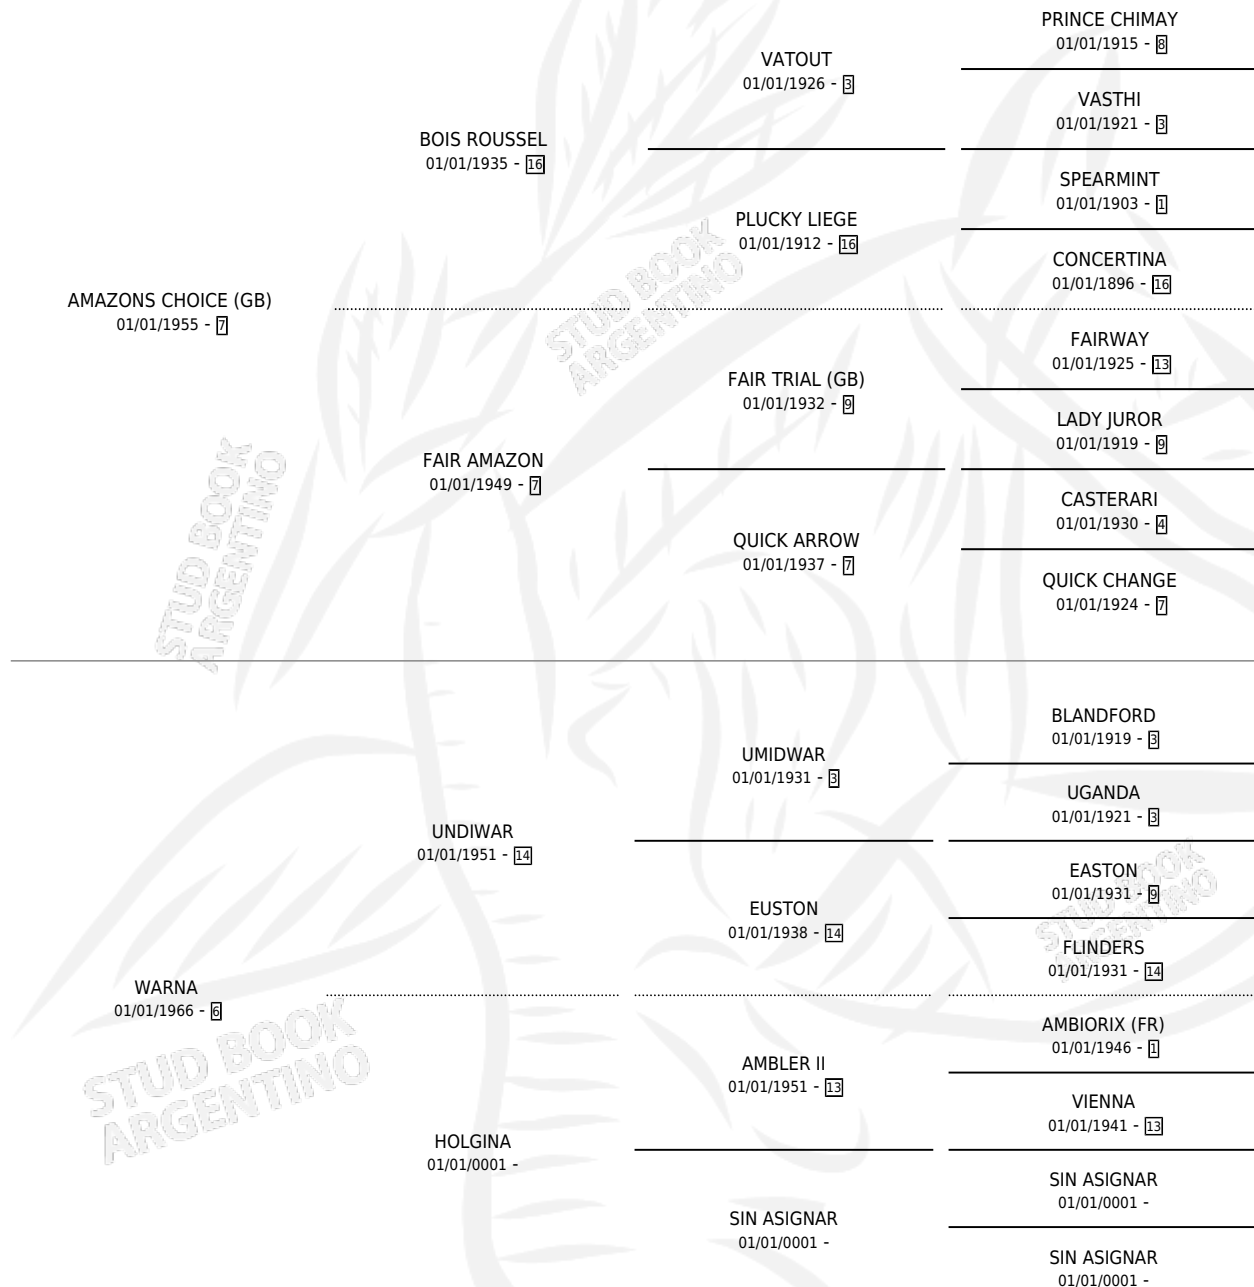 PRINCE CHIMAY
01/01/1915 - 8
VATOUT
01/01/1926 - 3
VASTHI
01/01/1921 - 3
BOIS ROUSSEL
01/01/1935 - 16
SPEARMINT
01/01/1903 - 1
PLUCKY LIEGE
01/01/1912 - 16
CONCERTINA
01/01/1896 - 16
AMAZONS CHOICE (GB)
01/01/1955 - 7
STUD BOOK
ARGENTINO
FAIRWAY
01/01/1925 - 13
FAIR TRIAL (GB)
01/01/1932 - 9
LADY JUROR
01/01/1919 - 9
FAIR AMAZON
01/01/1949 - 7
CASTERARI
01/01/1930 - 4
QUICK ARROW
01/01/1937 - 7
QUICK CHANGE
01/01/1924 - 7
STUD BOOK
ARGENTINO
BLANDFORD
01/01/1919 - 3
UMIDWAR
01/01/1931 - 3
UGANDA
01/01/1921 - 3
UNDIWAR
01/01/1951 - 14
EASTON
01/01/1931 - 9
EUSTON
01/01/1938 - 14
STUD BOOK
ARGENTINO
FLINDERS
01/01/1931 - 14
WARNA
01/01/1966 - 6
AMBIORIX (FR)
01/01/1946 - 1
AMBLER II
01/01/1951 - 13
STUD BOOK
ARGENTINO
VIENNA
01/01/1941 - 13
HOLGINA
01/01/0001 -
SIN ASIGNAR
01/01/0001 -
SIN ASIGNAR
01/01/0001 -
SIN ASIGNAR
01/01/0001 -